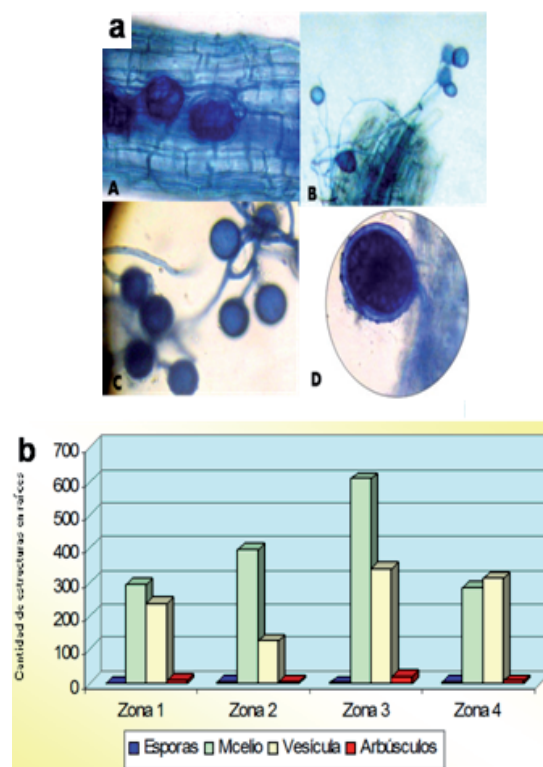 a
A
B
C
D
b
Cantidad de estructuras en raíces
700
600
500
400
300
200
100
0
Zona 1 Zona 2 Zona 3 Zona 4
Esporas Mcelio Vesícula Arbúsculos